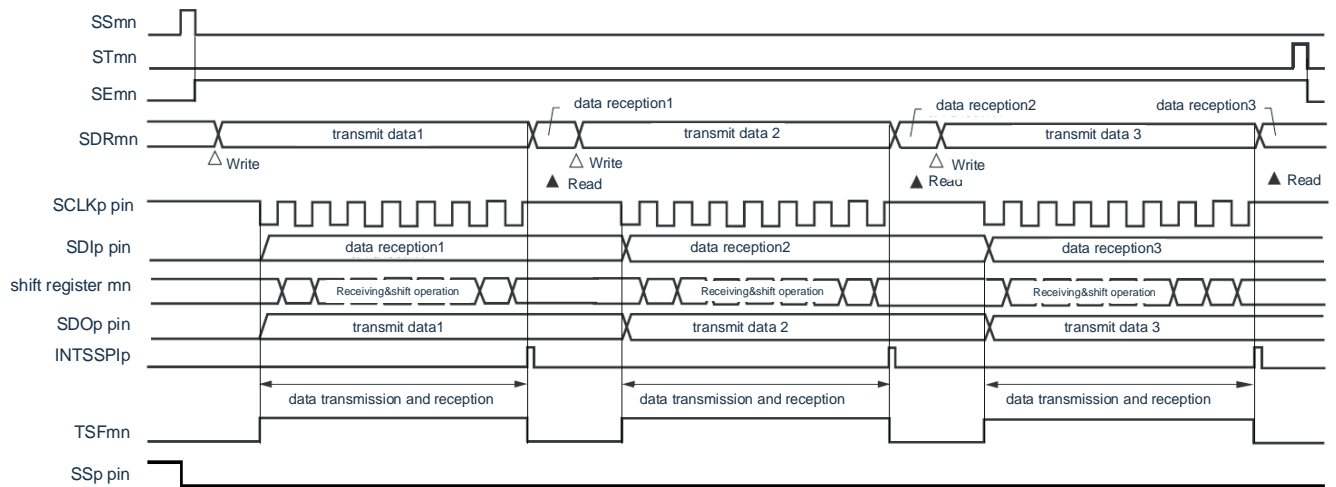 SSmn
STmn
SEmn
data reception1
data reception2
data reception3
SDRmn
transmit data1
transmit data 2
transmit data 3
Write
Write
Write
Read
Read
Read
SCLKp pin
SDIp pin
data reception1
data reception2
data reception3
shift register mn
Receiving&shift operation
Receiving&shift operation
Receiving&shift operation
SDOp pin
transmit data1
transmit data 2
transmit data 3
INTSSPIp
data transmission and reception
data transmission and reception
data transmission and reception
TSFmn
SSp pin